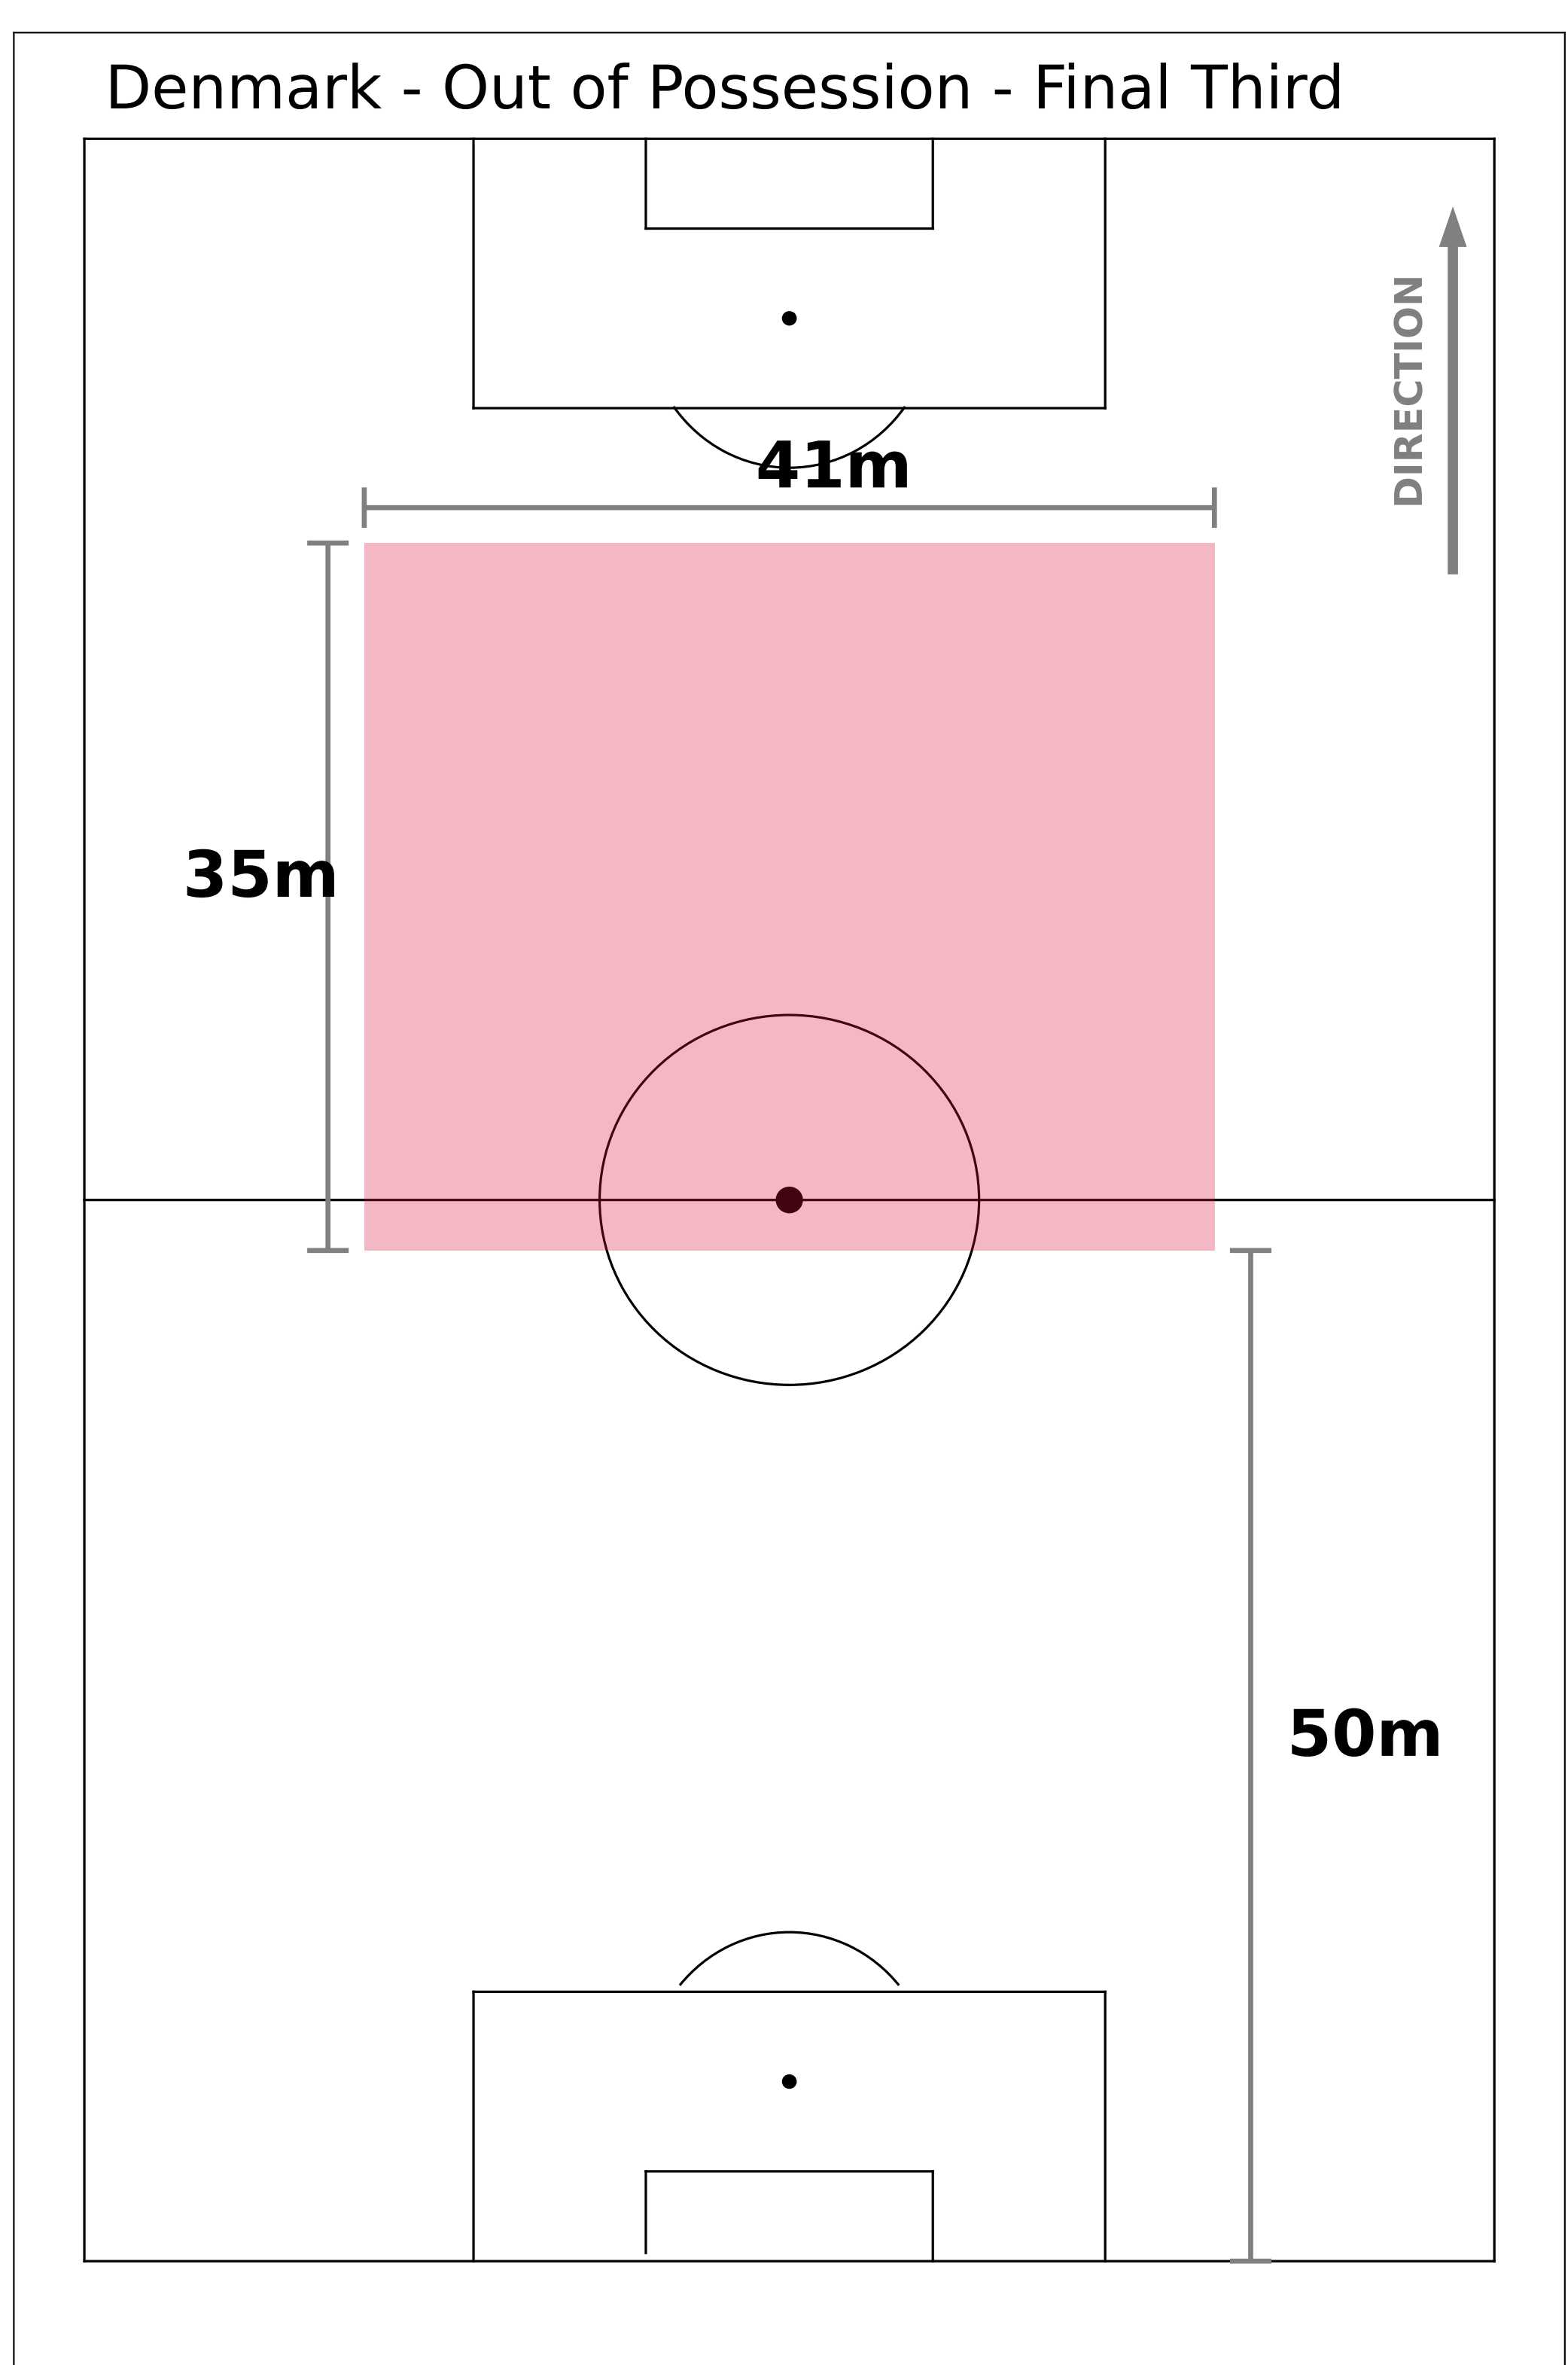 Denmark - Out of Possession - Final Third
DIRECTION
41m
35m
50m